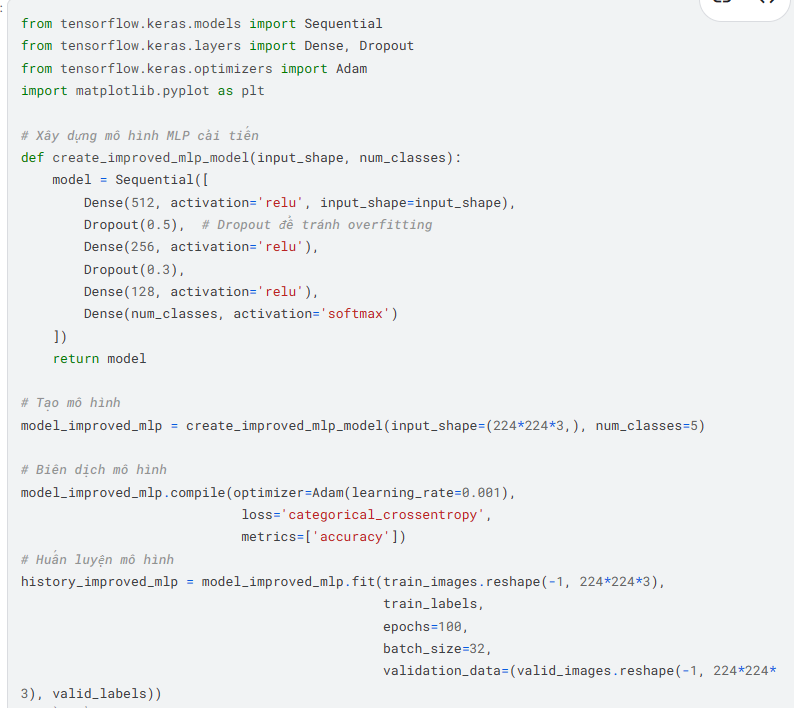 from tensorflow.keras.models import Sequential
from tensorflow.keras.layers import Dense, Dropout
from tensorflow.keras.optimizers import Adam
import matplotlib.pyplot as plt

# Xây dựng mô hình MLP cải tiến
def create_improved_mlp_model(input_shape, num_classes):
    model = Sequential([
        Dense(512, activation='relu', input_shape=input_shape),
        Dropout(0.5),  # Dropout để tránh overfitting
        Dense(256, activation='relu'),
        Dropout(0.3),
        Dense(128, activation='relu'),
        Dense(num_classes, activation='softmax')
    ])
    return model

# Tạo mô hình
model_improved_mlp = create_improved_mlp_model(input_shape=(224*224*3,), num_classes=5)

# Biên dịch mô hình
model_improved_mlp.compile(optimizer=Adam(learning_rate=0.001),
                            loss='categorical_crossentropy',
                            metrics=['accuracy'])
# Huấn luyện mô hình
history_improved_mlp = model_improved_mlp.fit(train_images.reshape(-1, 224*224*3),
                                              train_labels,
                                              epochs=100,
                                              batch_size=32,
                                              validation_data=(valid_images.reshape(-1, 224*224*
3), valid_labels))